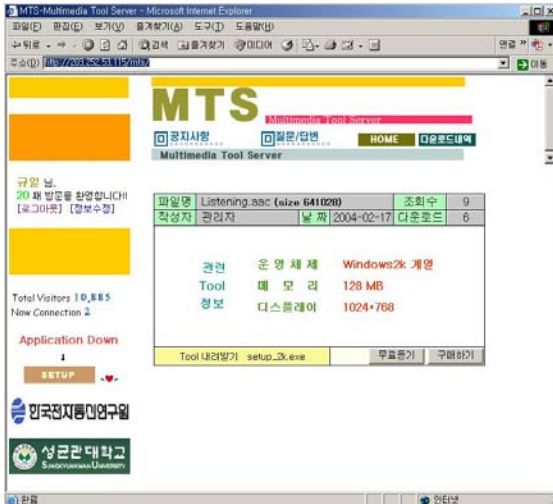 MTS-Multimedia Tool Server - Microsoft Internet Explorer
파일(F) 편집(E) 보기(V) 즐겨찾기(A) 도구(T) 도움말(H)
뒤로 검색 즐겨찾기 미디어 연결
주소(D) http://203.252.53.115/mts/ 이동
MTS
Multimedia Tool Server
공지사항 질문/답변 HOME 다운로드내역
Multimedia Tool Server
규일 님,
20 째 방문을 환영합니다!!
[로그아웃] [정보수정]
파일명 Listening.aac (size 641028) 조회수 9
작성자 관리자 날 짜 2004-02-17 다운로드 6
관련 운 영 체 제 Windows2k 계열
Tool 메 모 리 128 MB
정보 디스플레이 1024*768
Tool 내려받기 setup_2k.exe 무료듣기 구매하기
Total Visitors 10,885
Now Connection 2
Application Down
SETUP
한국전자통신연구원
성균관대학교
SUNGKYUNKWAN UNIVERSITY
완료 인터넷